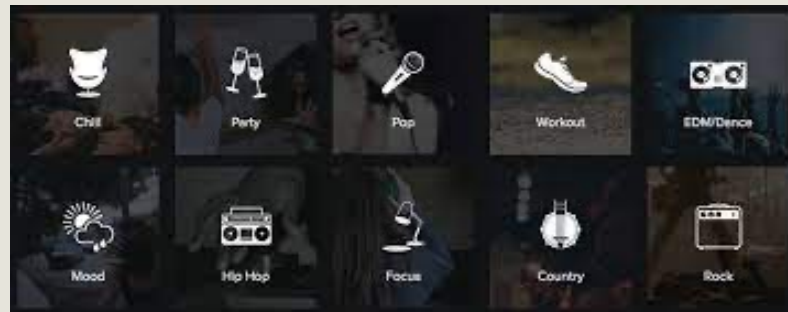 Chill
Party
Pop
Workout
EDM/Dance
Mood
Hip Hop
Focus
Country
Rock